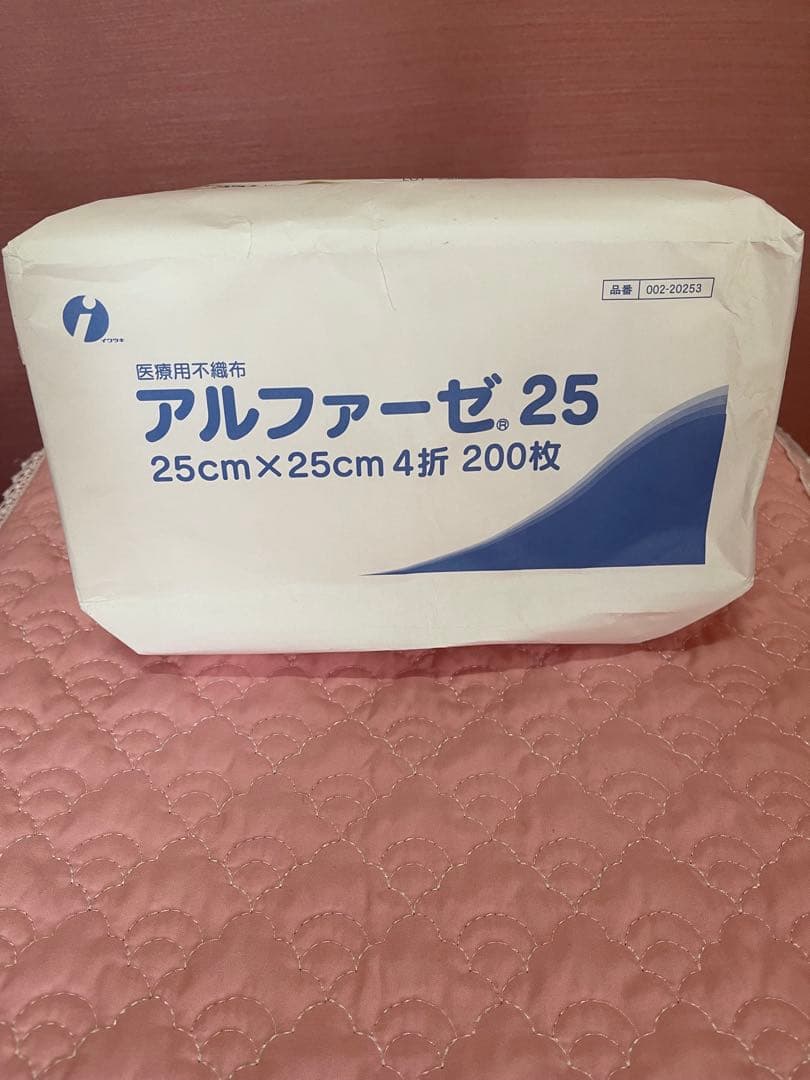 品番 002-20253
イワツキ
医療用不織布
アルファーゼ® 25
25cm×25cm 4折 200枚